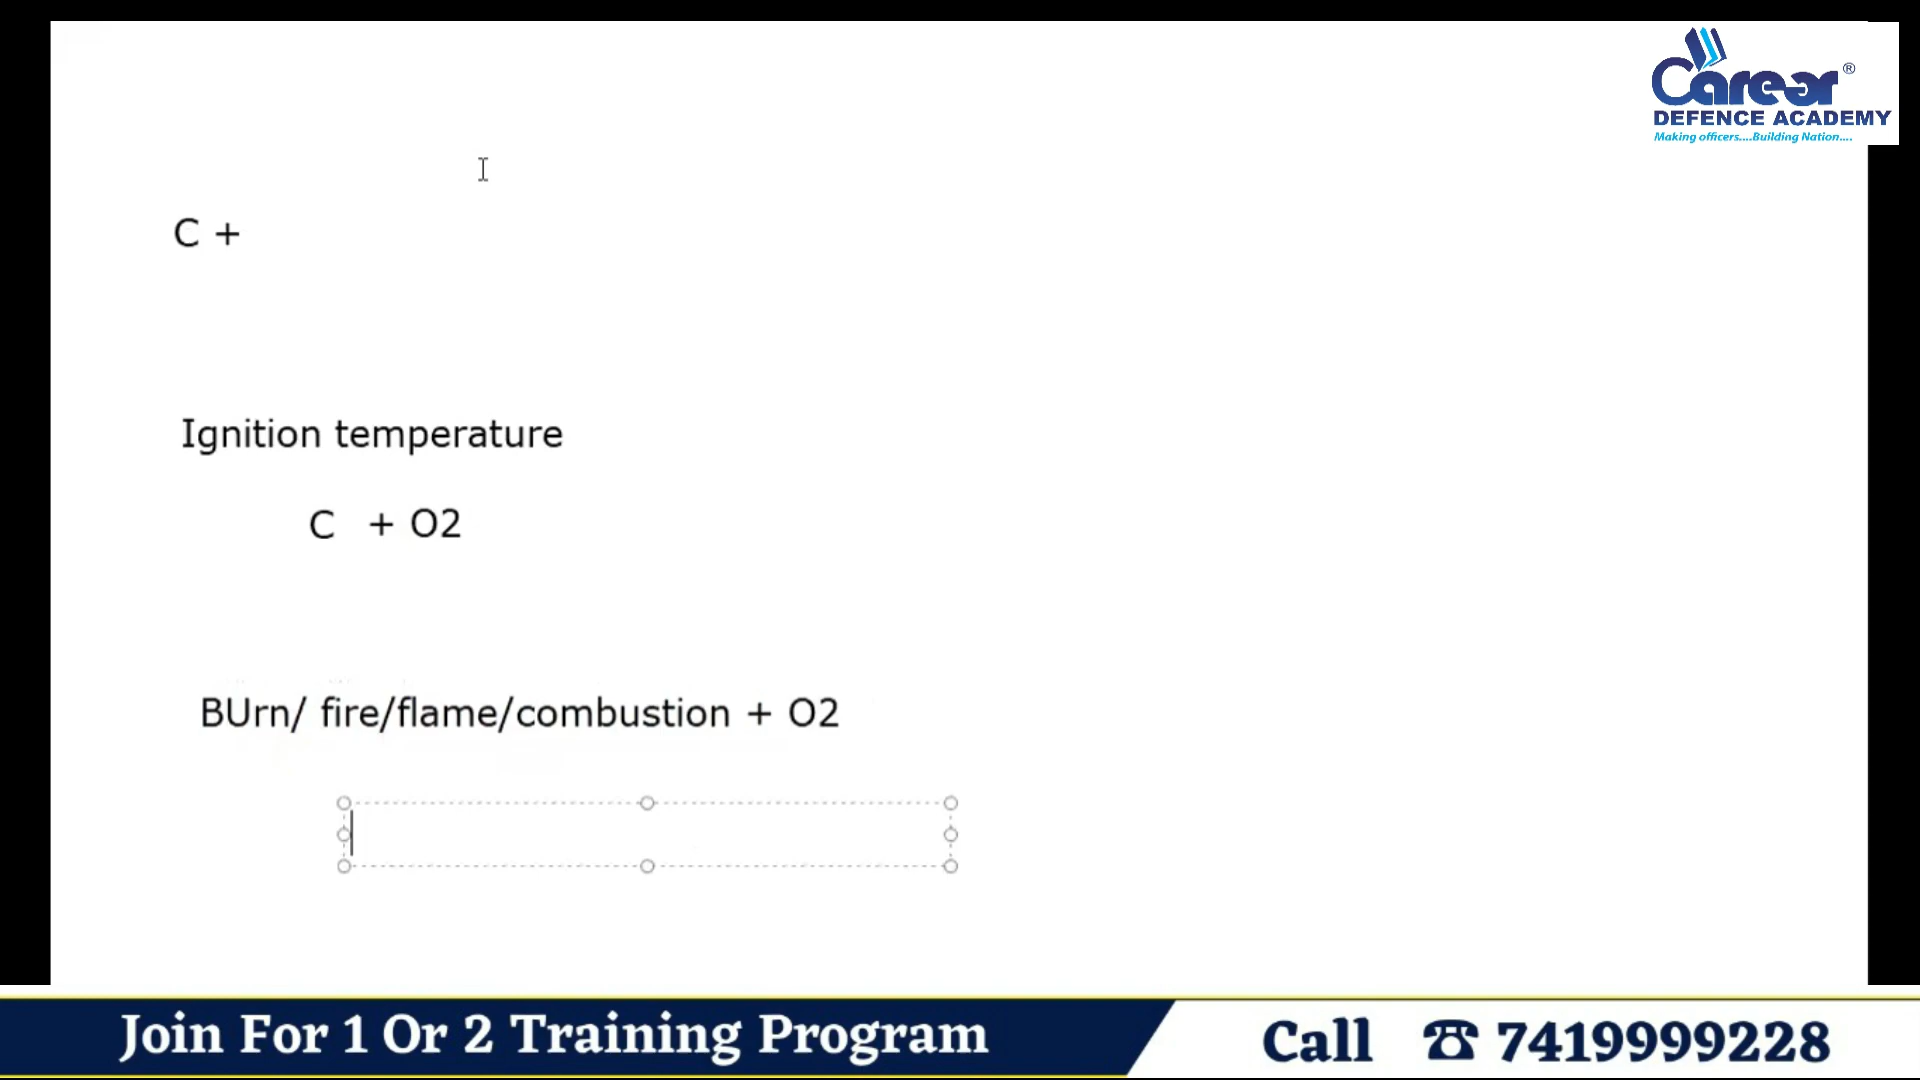 Carear®
DEFENCE ACADEMY
Making officers....Building Nation....
C +
Ignition temperature
C + O2
BUrn/ fire/flame/combustion + O2
Join For 1 Or 2 Training Program
Call ☎ 7419999228